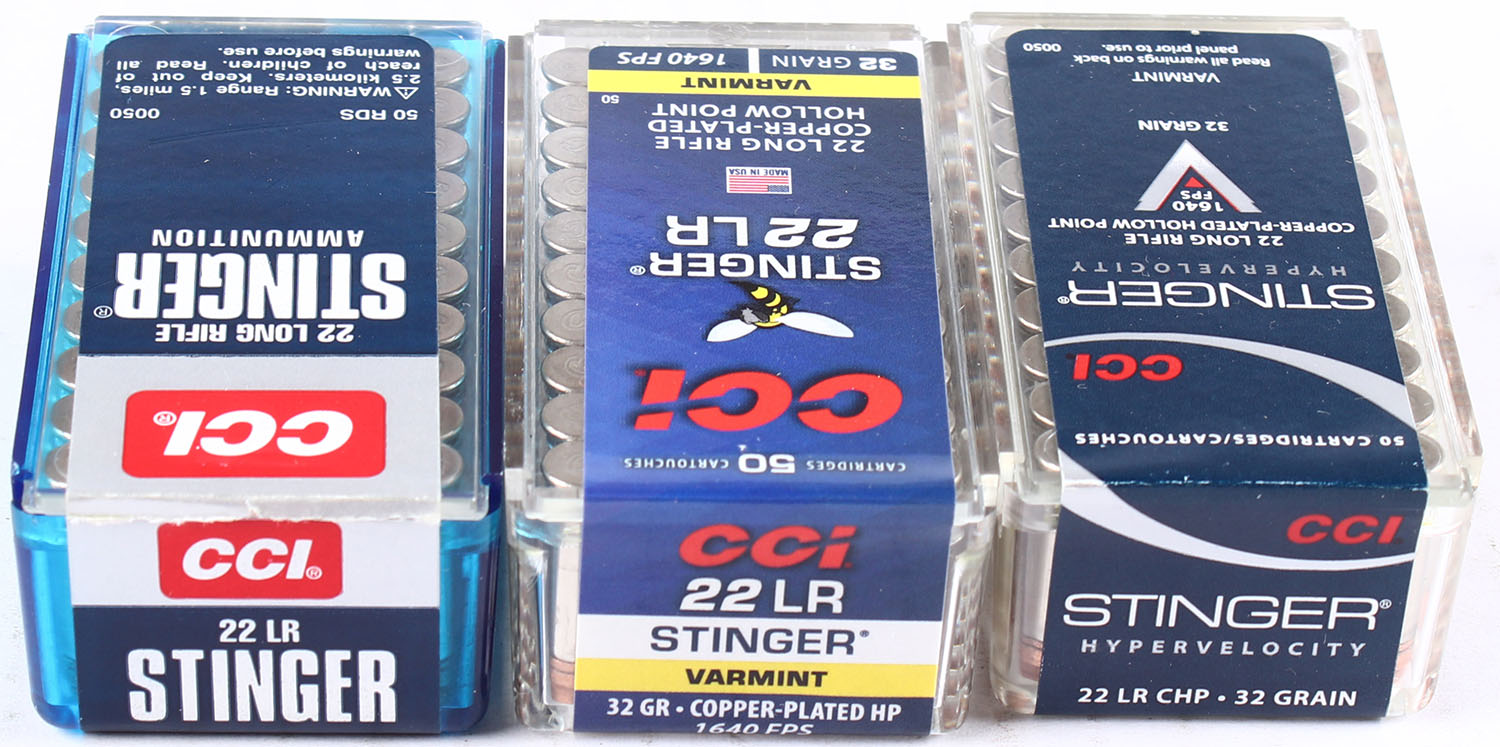 22 LONG RIFLE
STINGER®
AMMUNITION
50 RDS 0050
⚠WARNING: Range 1.5 miles,
2.5 kilometers. Keep out of
reach of children. Read all
warnings before use.
CCI®
CCI®
22 LR
STINGER
50 CARTRIDGES CARTOUCHES
CCI
STINGER®
22 LR
MADE IN USA
22 LONG RIFLE
COPPER-PLATED
HOLLOW POINT
50
VARMINT
32 GRAIN 1640 FPS
CCI
22 LR
STINGER®
VARMINT
32 GR • COPPER-PLATED HP
1640 FPS
50 CARTRIDGES/CARTOUCHES
CCI
STINGER®
HYPERVELOCITY
22 LONG RIFLE
COPPER-PLATED HOLLOW POINT
1640
FPS
32 GRAIN
VARMINT
Read all warnings on back
panel prior to use.
0050
CCI
STINGER®
HYPERVELOCITY
22 LR CHP • 32 GRAIN